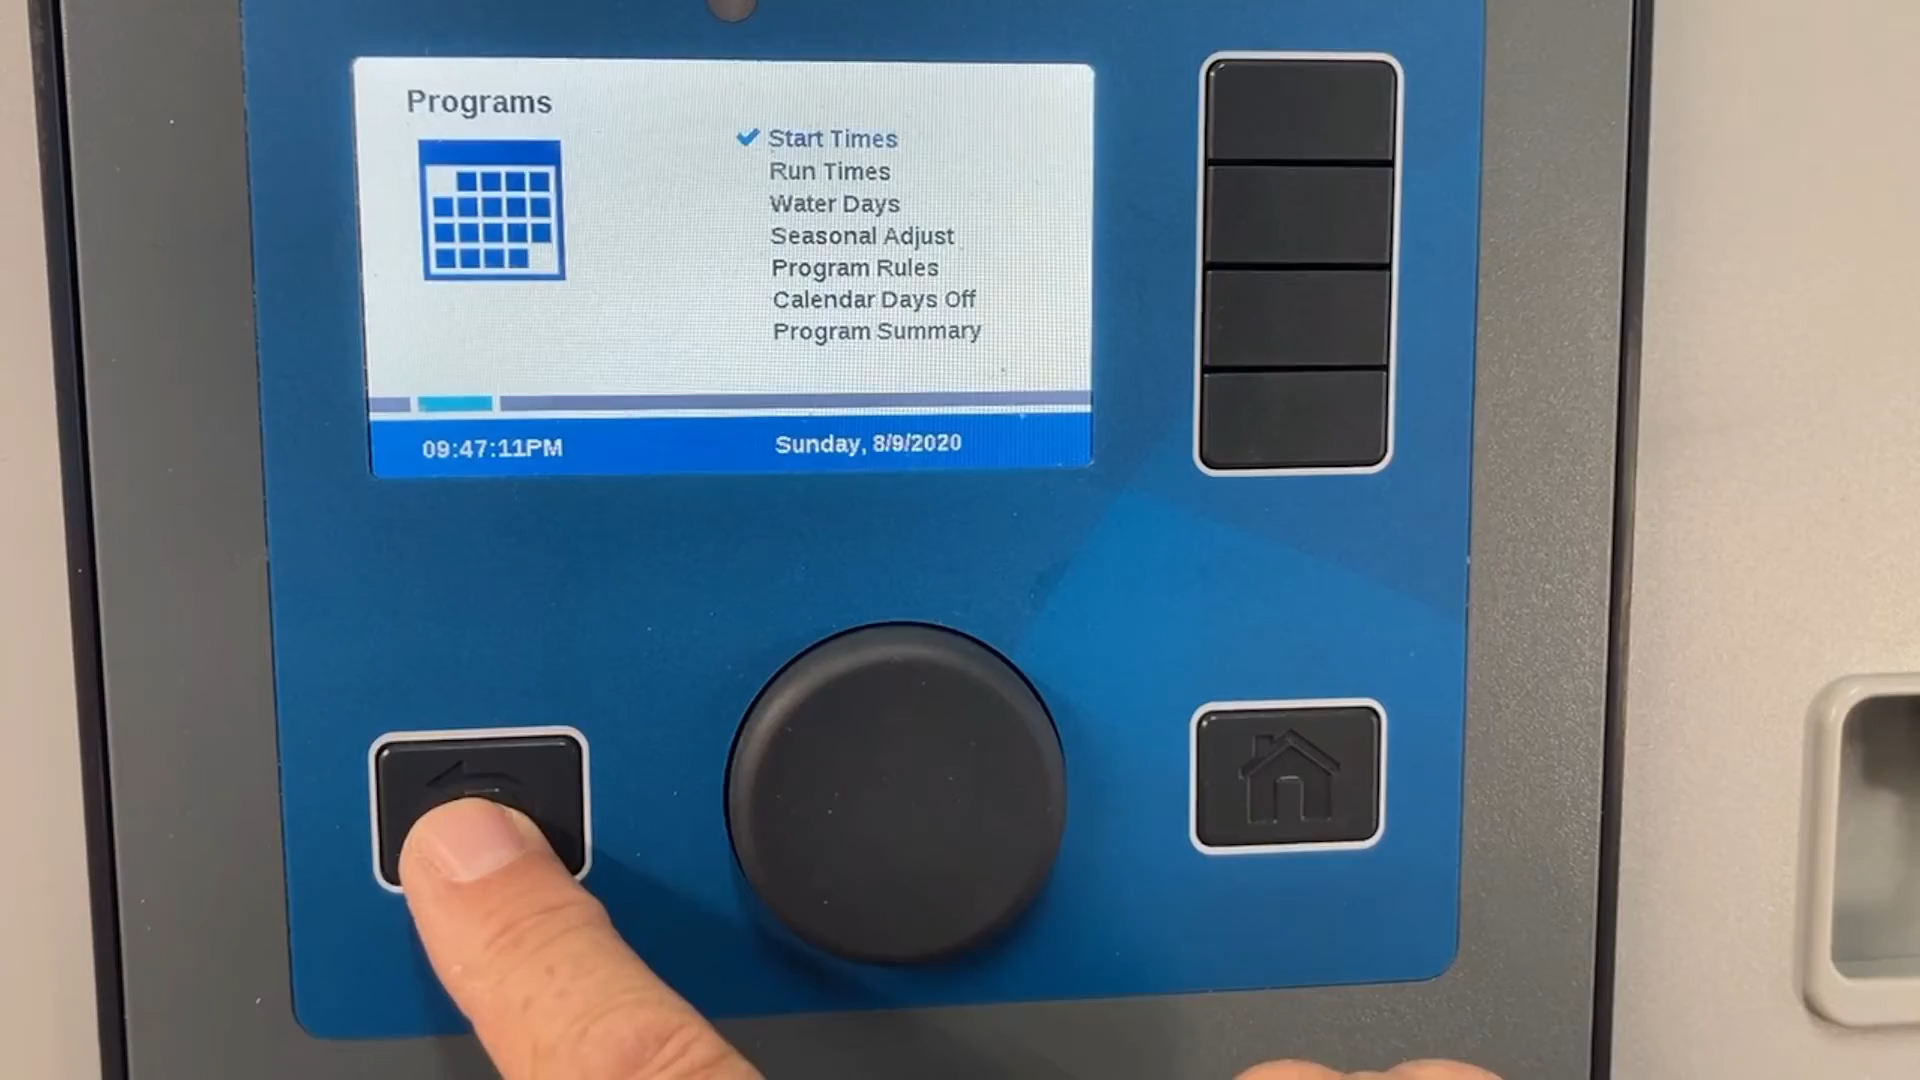 Programs
Start Times
Run Times
Water Days
Seasonal Adjust
Program Rules
Calendar Days Off
Program Summary
09:47:11PM
Sunday, 8/9/2020